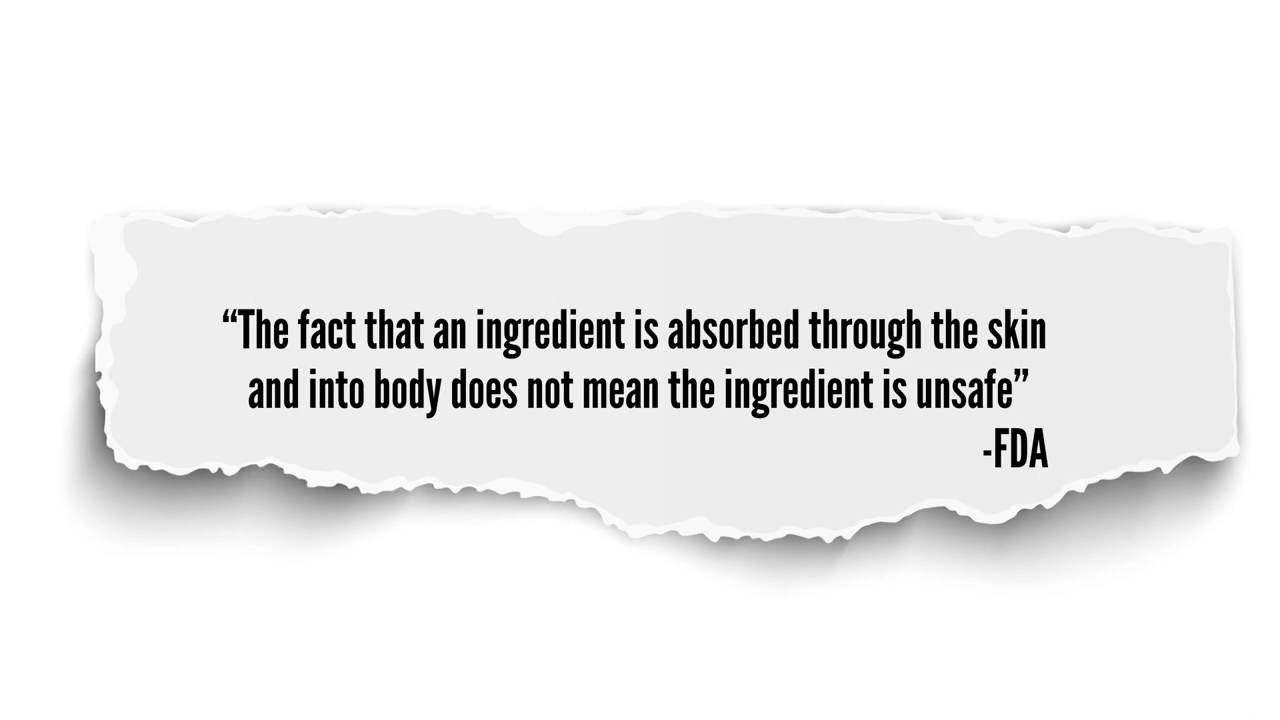 “The fact that an ingredient is absorbed through the skin
and into body does not mean the ingredient is unsafe”
-FDA